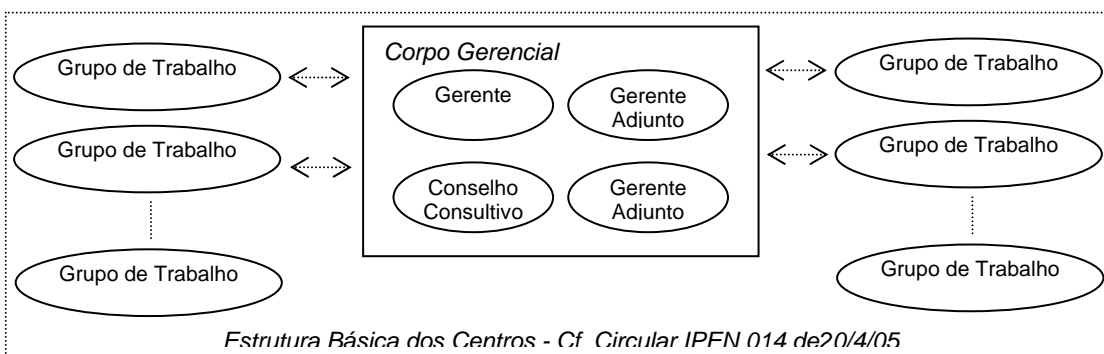 Corpo Gerencial
Grupo de Trabalho
Grupo de Trabalho
Gerente
Gerente
Adjunto
Grupo de Trabalho
Grupo de Trabalho
Conselho
Consultivo
Gerente
Adjunto
Grupo de Trabalho
Grupo de Trabalho
Estrutura Básica dos Centros - Cf. Circular IPEN 014 de20/4/05